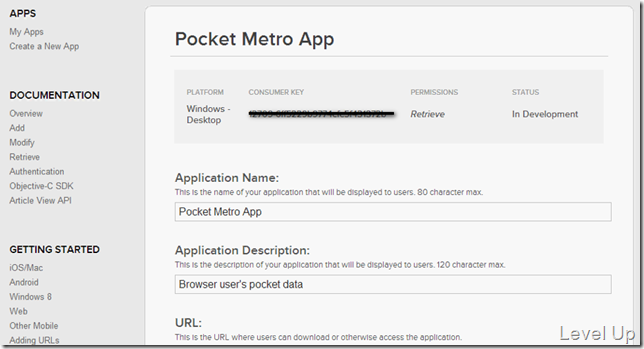 APPS
My Apps
Create a New App
DOCUMENTATION
Overview
Add
Modify
Retrieve
Authentication
Objective-C SDK
Article View API
GETTING STARTED
iOS/Mac
Android
Windows 8
Web
Other Mobile
Adding URLs
Pocket Metro App
PLATFORM CONSUMER KEY PERMISSIONS STATUS
Windows - Desktop Retrieve In Development
Application Name:
This is the name of your application that will be displayed to users. 80 character max.
Pocket Metro App
Application Description:
This is the description of your application that will be displayed to users. 120 character max.
Browser user's pocket data
URL:
This is the URL where users can download or otherwise access the application.
Level Up